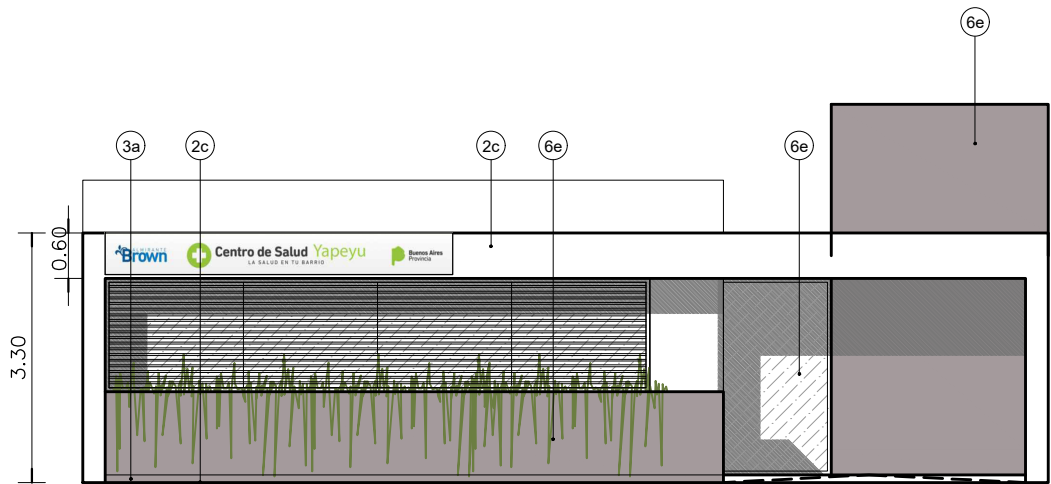 6e
3a
2c
2c
6e
6e
0.60
3.30
ALMIRANTE
Brown
Centro de Salud Yapeyu
LA SALUD EN TU BARRIO
Buenos Aires
Provincia